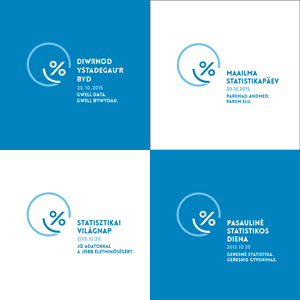 %
DIWRNOD
YSTADEGAU'R
BYD
20.10.2015
GWELL DATA.
GWELL BYWYDAU.
%
MAAILMA
STATISTIKAPÄEV
20.10.2015
PAREMAD ANDMED.
PAREM ELU.
%
STATISZTIKAI
VILÁGNAP
2015.10.20.
JÓ ADATOKKAL
A JOBB ÉLETMINŐSÉGÉRT.
%
PASAULINĖ
STATISTIKOS
DIENA
2015 10 20
GERESNĖ STATISTIKA.
GERESNIS GYVENIMAS.